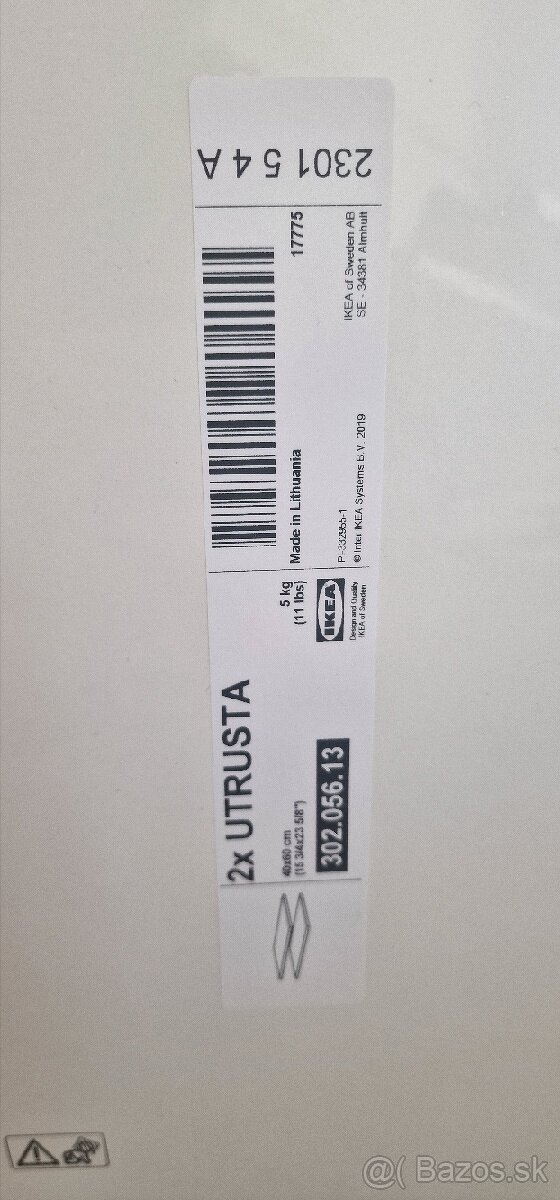 2x UTRUSTA
40x60 cm
(15 3/4x23 5/8")
302.056.13
5 kg
(11 lbs)
IKEA
Design and Quality
IKEA of Sweden
Made in Lithuania
17775
© Inter IKEA Systems B.V. 2019
IKEA of Sweden AB
SE - 34381 Älmhult
2301 5 4 A
@( Bazos.sk